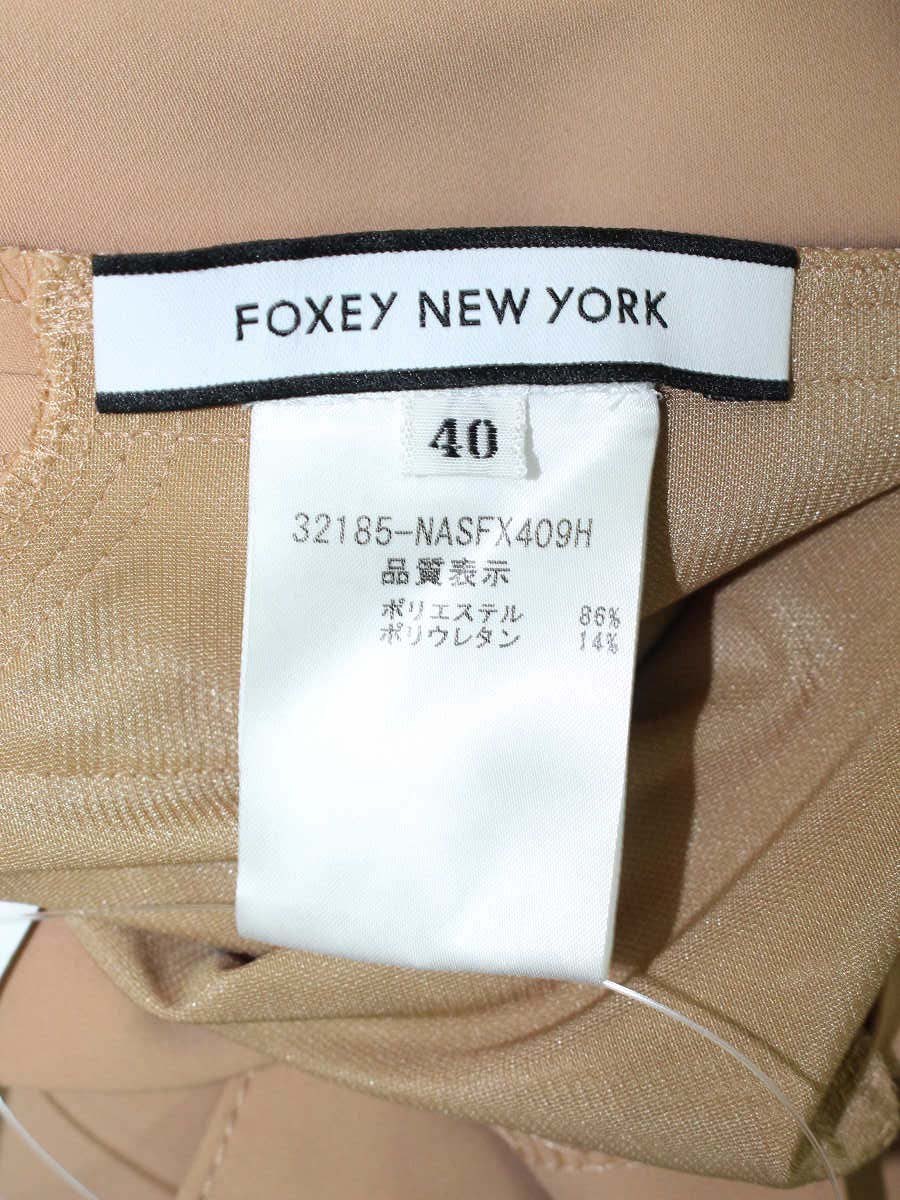 FOXEY NEW YORK
40
32185-NASFX409H
品質表示
ポリエステル 86%
ポリウレタン 14%